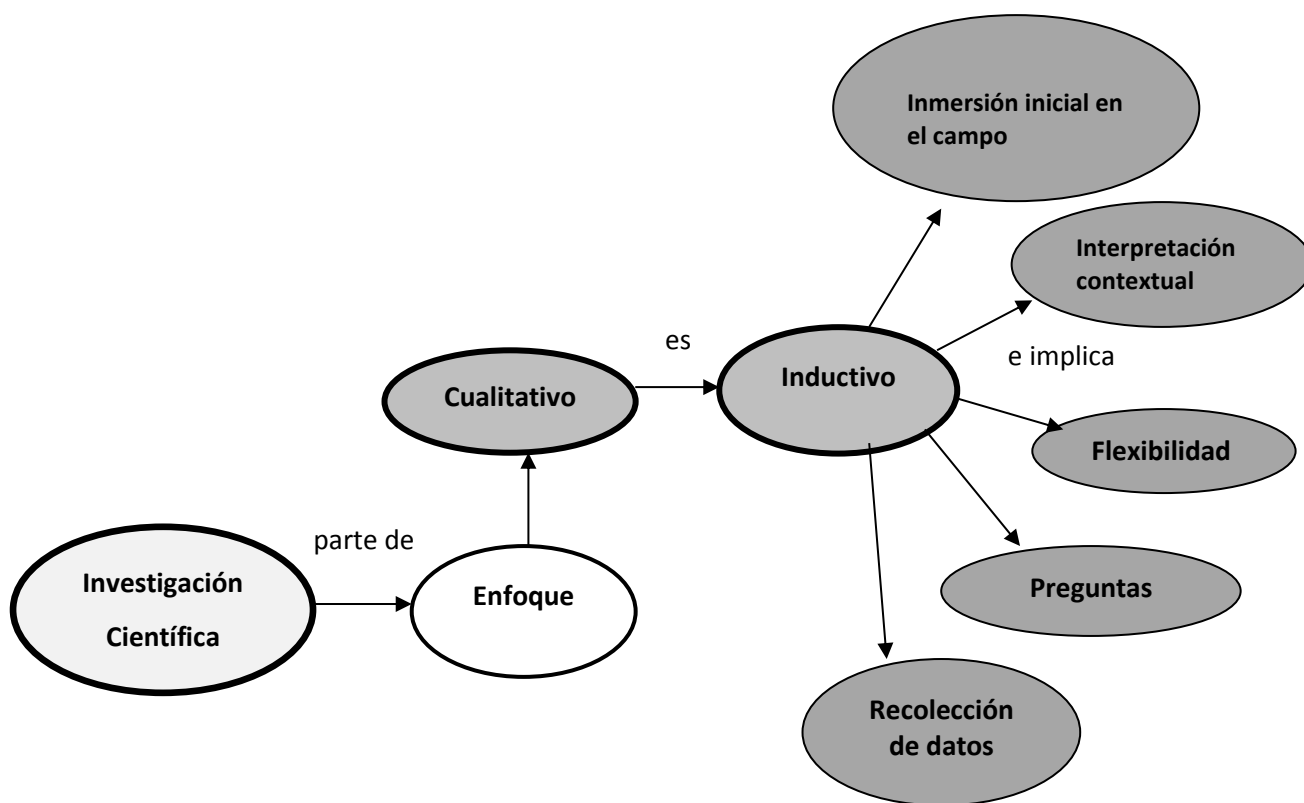 Inmersión inicial en
el campo
Interpretación
contextual
es
e implica
Inductivo
Cualitativo
Flexibilidad
parte de
Investigación
Científica
Enfoque
Preguntas
Recolección
de datos